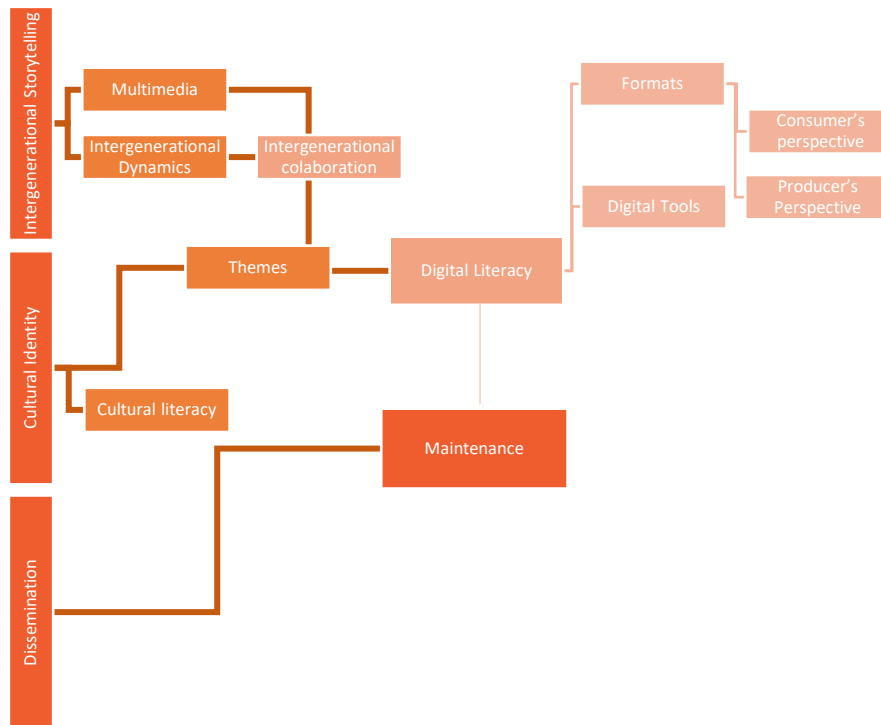 Intergenerational Storytelling
Multimedia
Intergenerational
Dynamics
Intergenerational
colaboration
Formats
Consumer’s
perspective
Digital Tools
Producer’s
Perspective
Cultural Identity
Themes
Digital Literacy
Cultural literacy
Maintenance
Dissemination